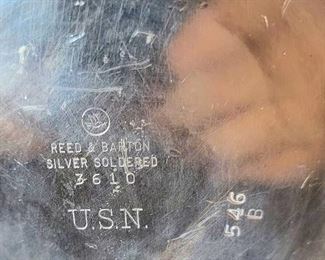 REED & BARTON
SILVER SOLDERED
3610
U.S.N.
546
B